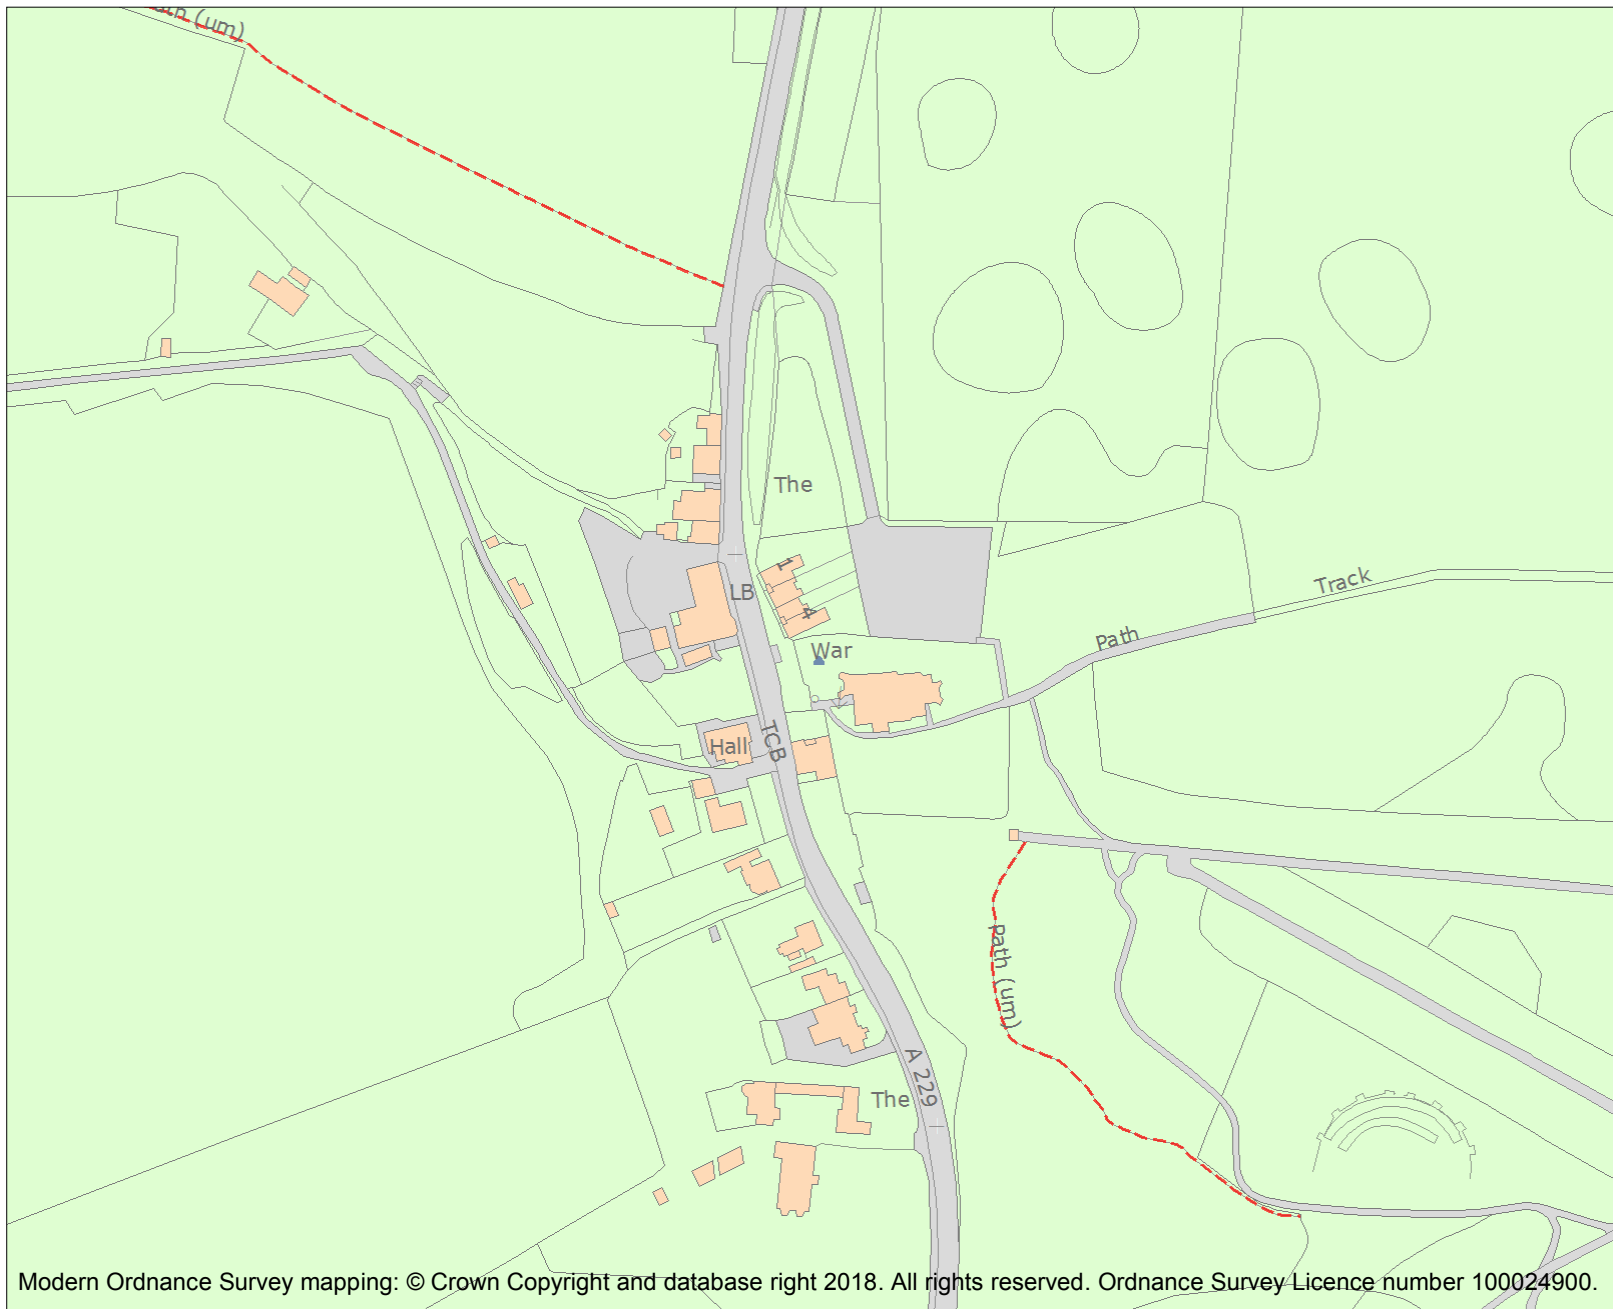 (um)
The
1
LB
4
Track
Path
War
TCB
Hall
Path (um)
A 229
The
Modern Ordnance Survey mapping: © Crown Copyright and database right 2018. All rights reserved. Ordnance Survey Licence number 100024900.